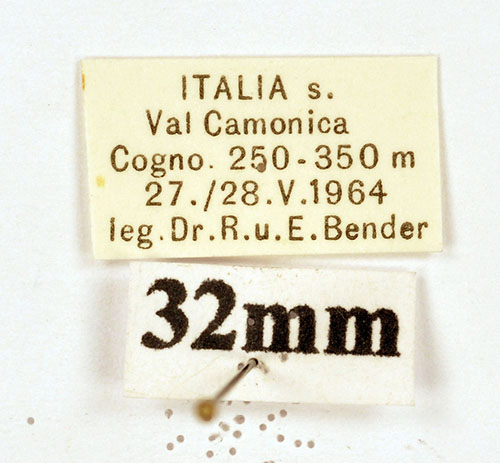 ITALIA s.
Val Camonica
Cogno. 250-350 m
27./28.V.1964
leg. Dr. R. u. E. Bender
32mm